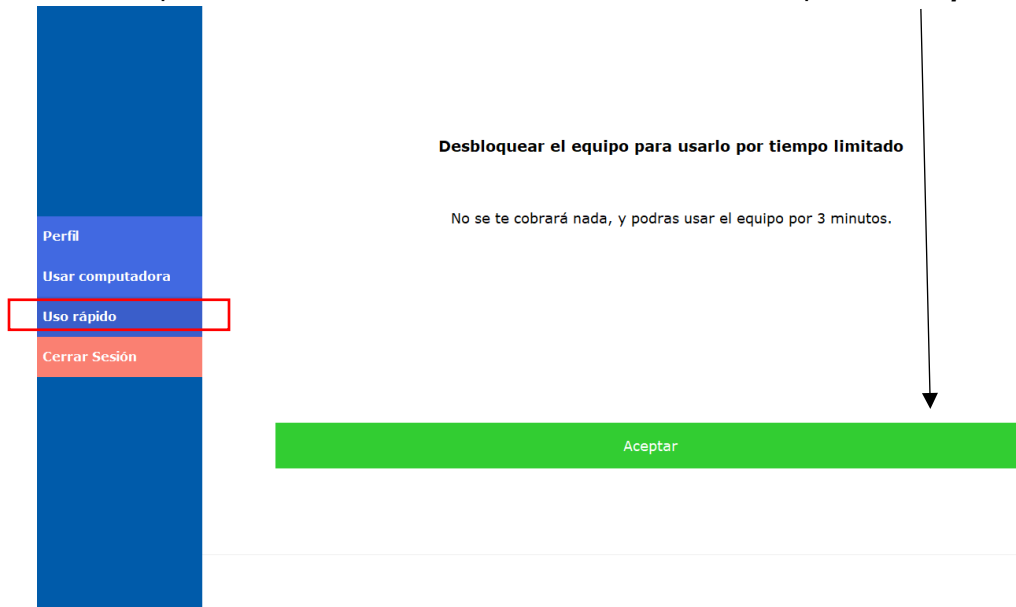 Desbloquear el equipo para usarlo por tiempo limitado
No se te cobrará nada, y podras usar el equipo por 3 minutos.
Perfil
Usar computadora
Uso rápido
Cerrar Sesión
Aceptar